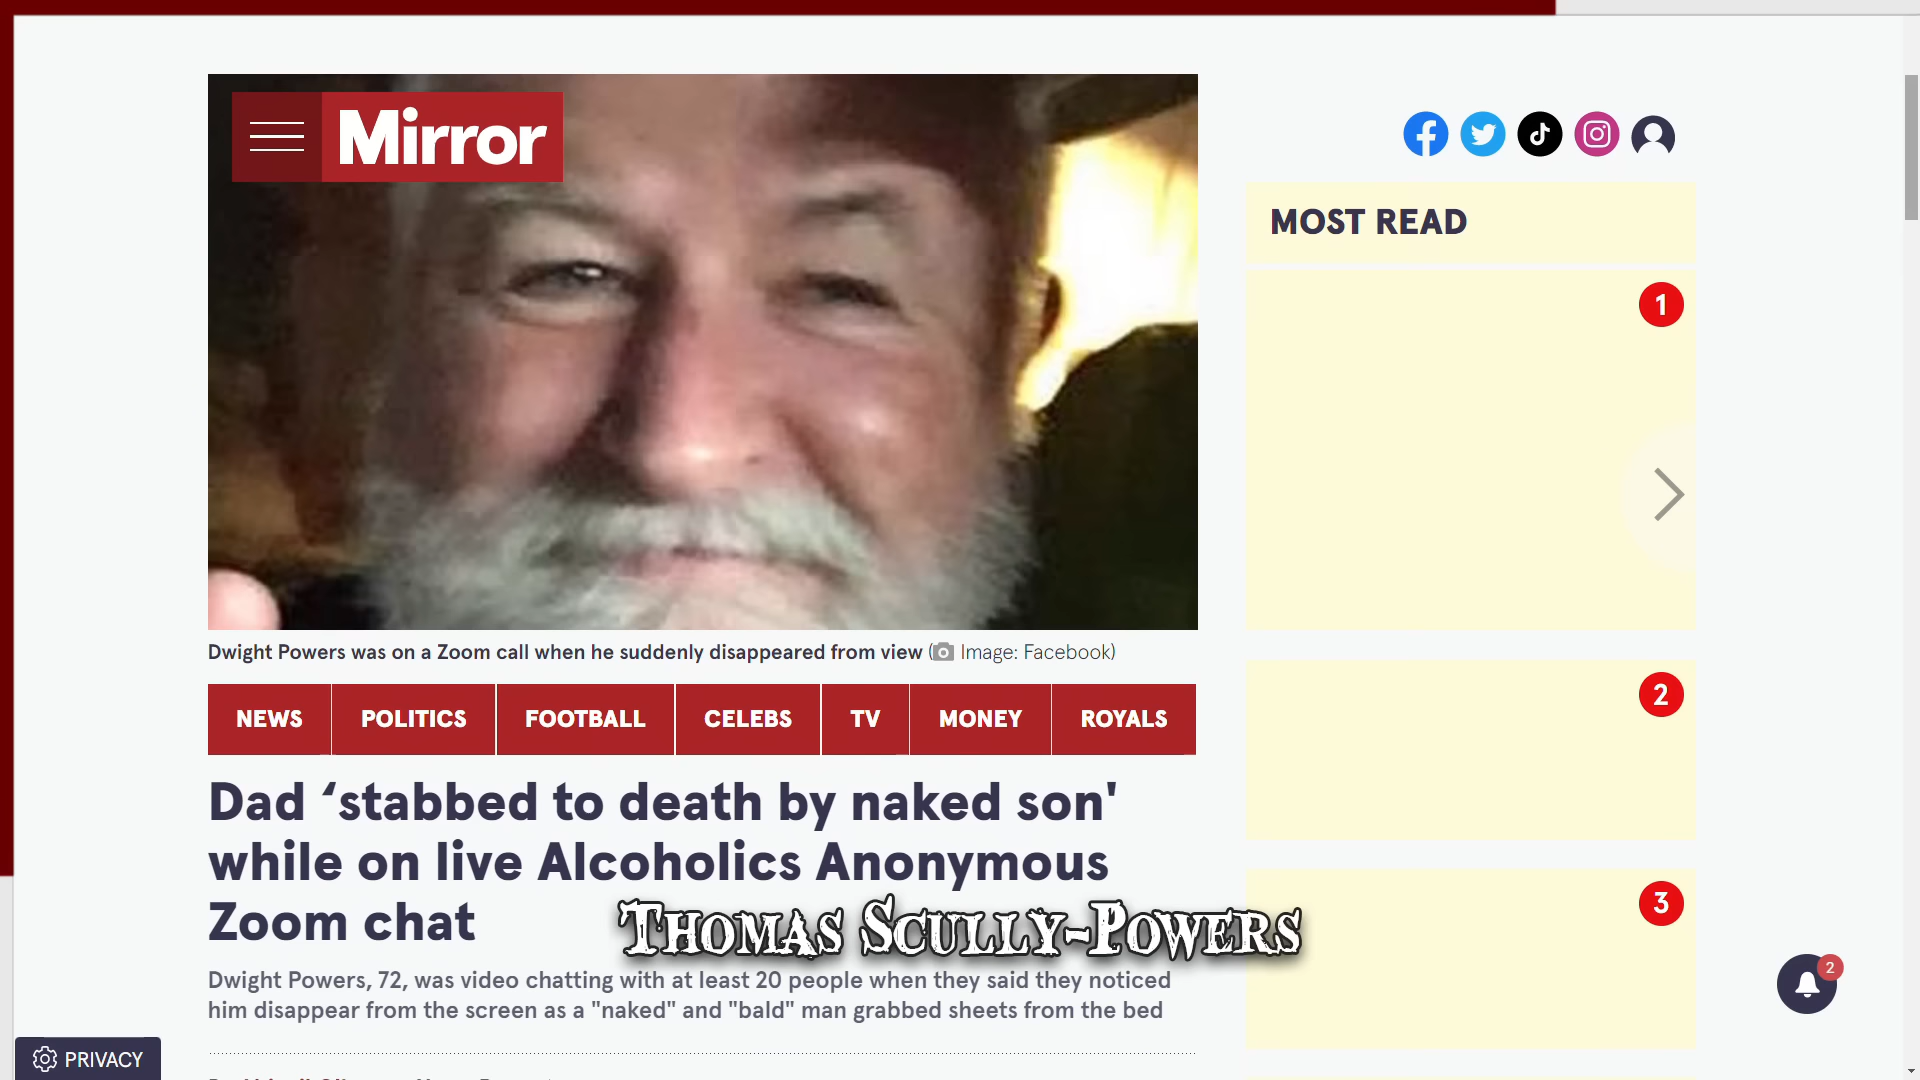 Mirror
MOST READ
1
Dwight Powers was on a Zoom call when he suddenly disappeared from view (Image: Facebook)
2
NEWS POLITICS FOOTBALL CELEBS TV MONEY ROYALS
Dad ‘stabbed to death by naked son'
while on live Alcoholics Anonymous
Zoom chat
Thomas Scully-Powers
3
Dwight Powers, 72, was video chatting with at least 20 people when they said they noticed
him disappear from the screen as a "naked" and "bald" man grabbed sheets from the bed
2
PRIVACY